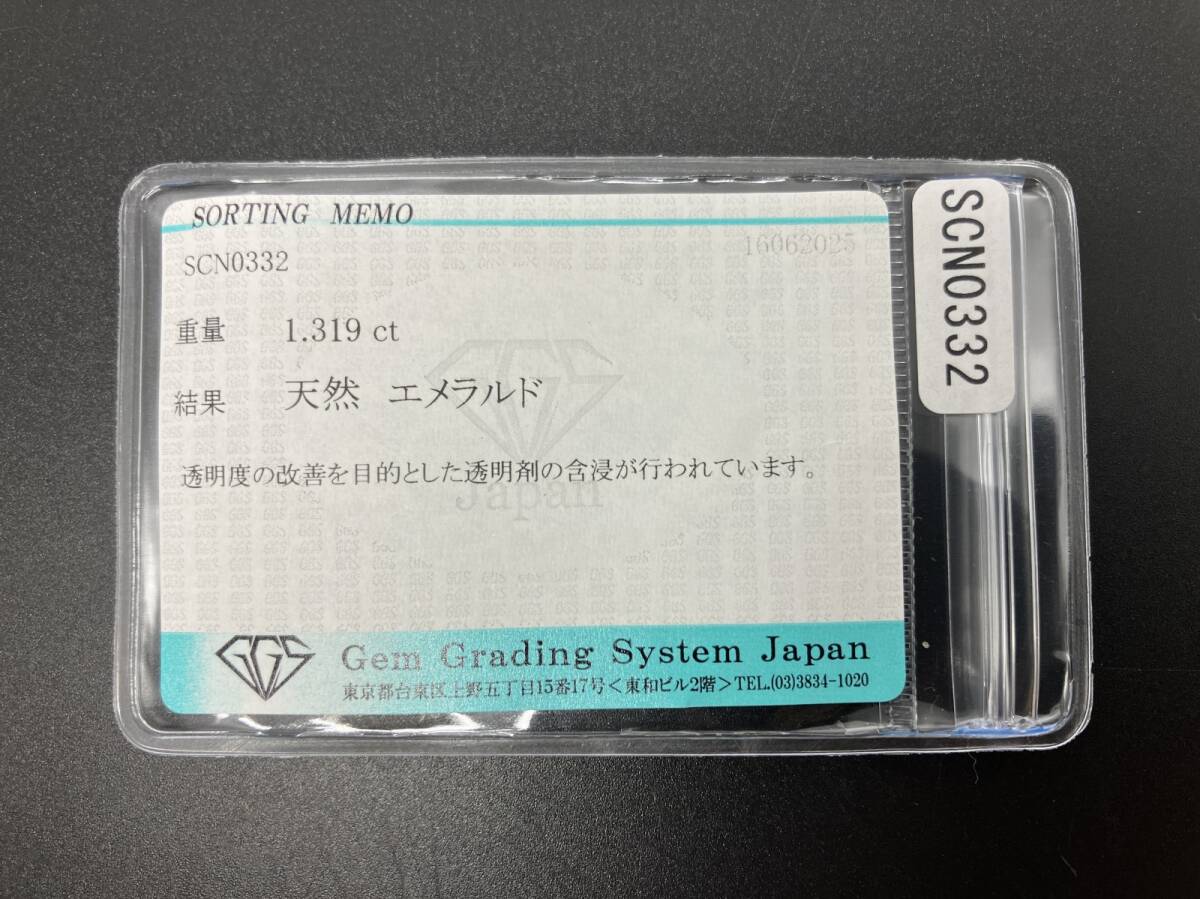 SORTING MEMO
SCN0332
16062025
重量 1.319 ct
結果 天然 エメラルド
透明度の改善を目的とした透明剤の含浸が行われています。
GGS
Japan
GGS
Gem Grading System Japan
東京都台東区上野五丁目15番17号<東和ビル2階>TEL.(03)3834-1020
SCN0332